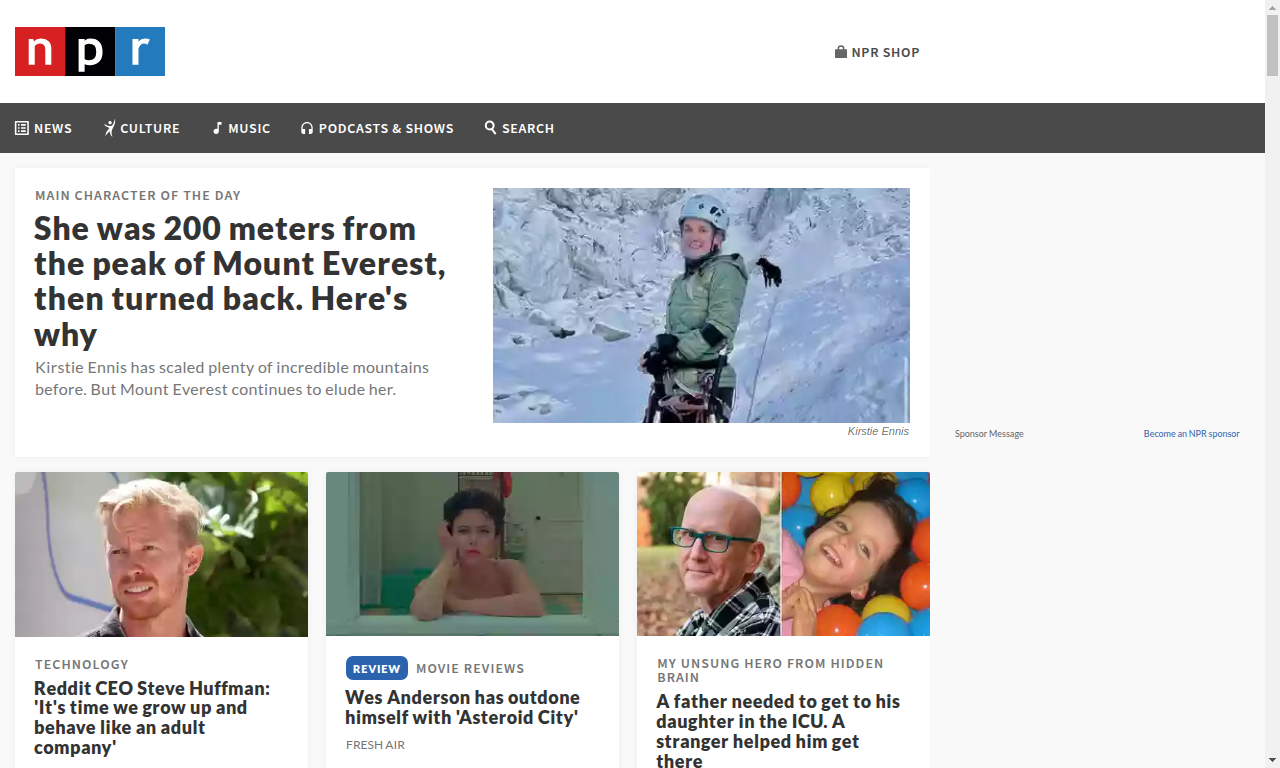 npr
NPR SHOP
NEWS
CULTURE
MUSIC
PODCASTS & SHOWS
SEARCH
MAIN CHARACTER OF THE DAY
She was 200 meters from
the peak of Mount Everest,
then turned back. Here's
why
Kirstie Ennis has scaled plenty of incredible mountains
before. But Mount Everest continues to elude her.
Kirstie Ennis
Sponsor Message
Become an NPR sponsor
TECHNOLOGY
Reddit CEO Steve Huffman:
'It's time we grow up and
behave like an adult
company'
REVIEW MOVIE REVIEWS
Wes Anderson has outdone
himself with 'Asteroid City'
FRESH AIR
MY UNSUNG HERO FROM HIDDEN
BRAIN
A father needed to get to his
daughter in the ICU. A
stranger helped him get
there